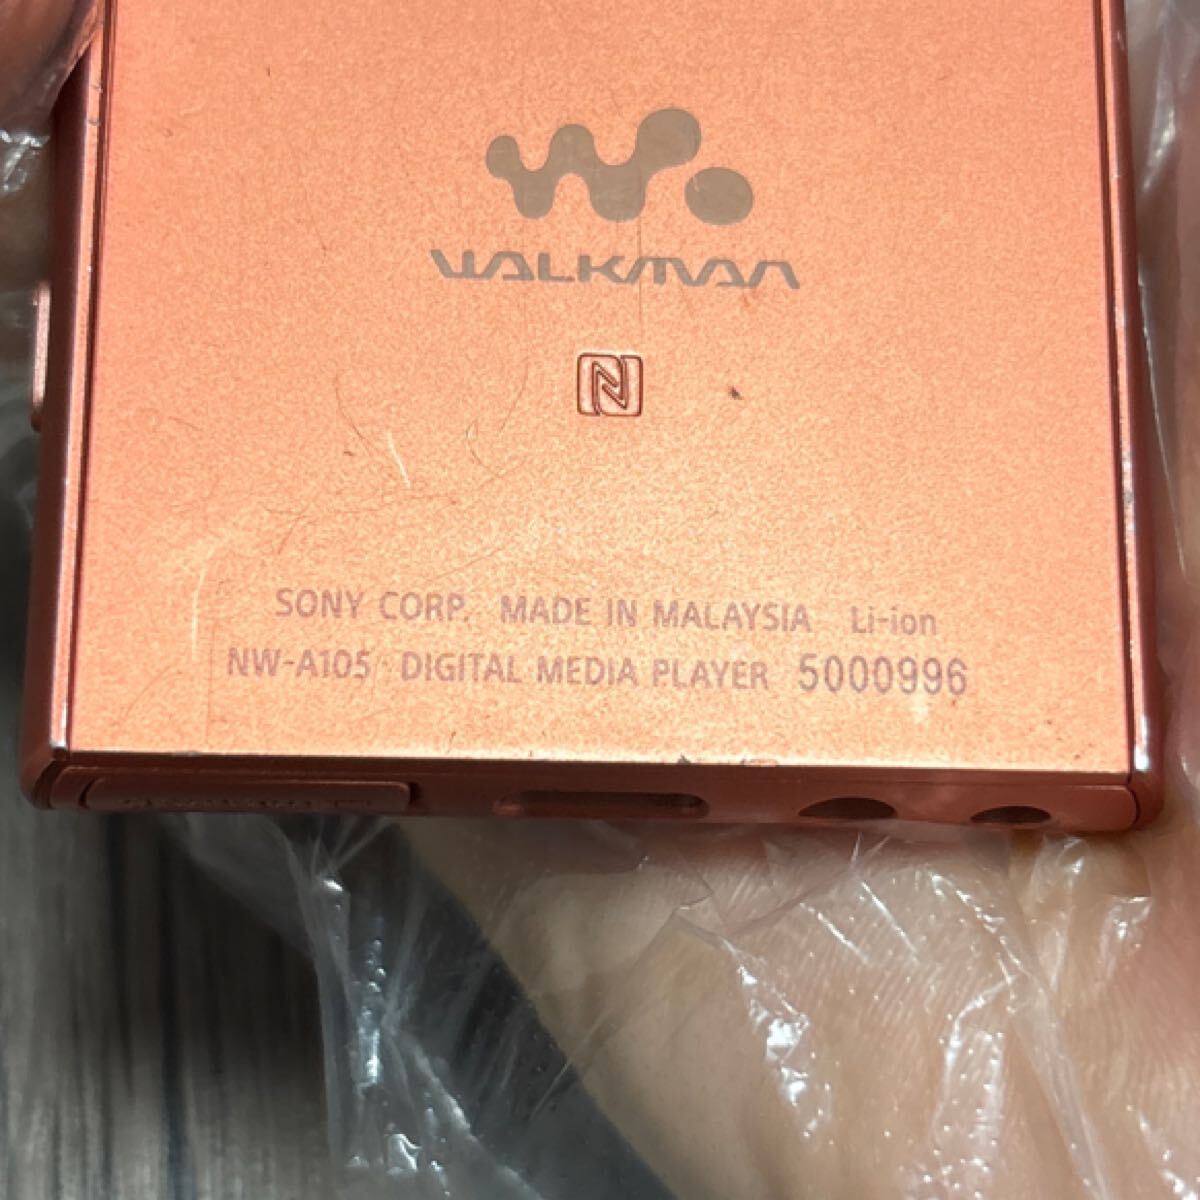 WALKMAN
N
SONY CORP. MADE IN MALAYSIA Li-ion
NW-A105 DIGITAL MEDIA PLAYER 5000996